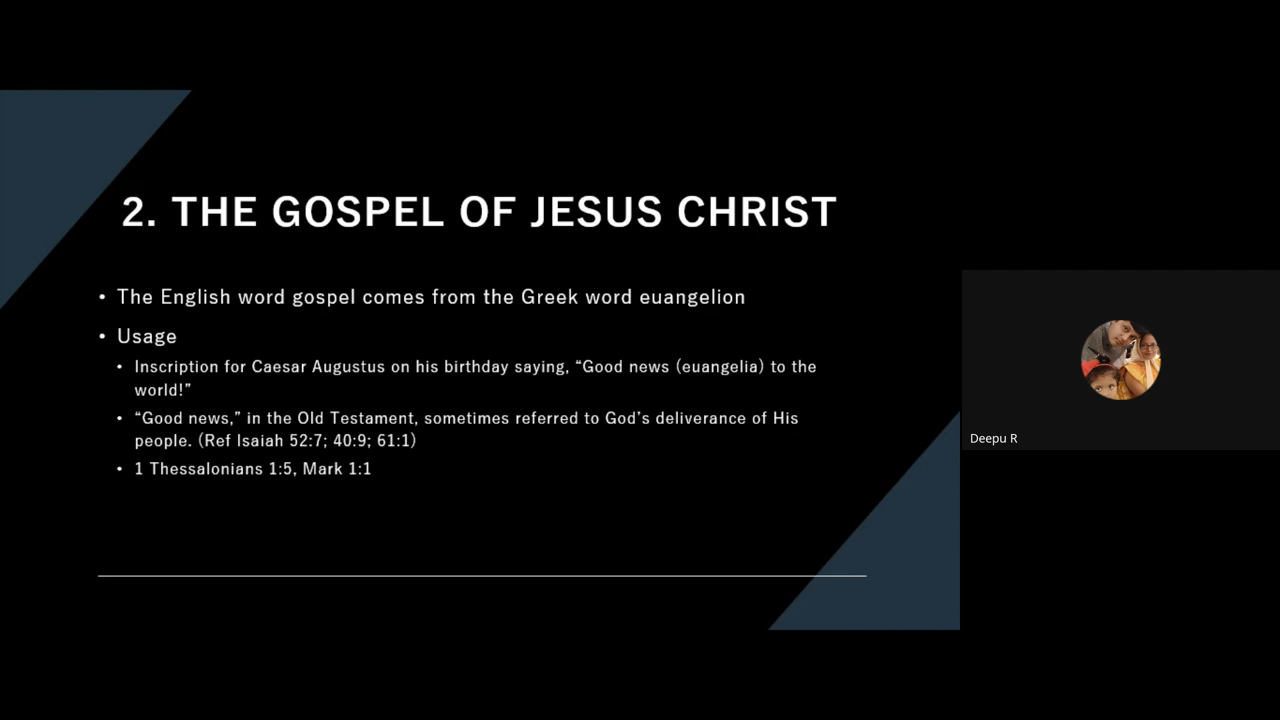 2. THE GOSPEL OF JESUS CHRIST
• The English word gospel comes from the Greek word euangelion
• Usage
• Inscription for Caesar Augustus on his birthday saying, “Good news (euangelia) to the
world!”
• “Good news,” in the Old Testament, sometimes referred to God’s deliverance of His
people. (Ref Isaiah 52:7; 40:9; 61:1)
• 1 Thessalonians 1:5, Mark 1:1
Deepu R